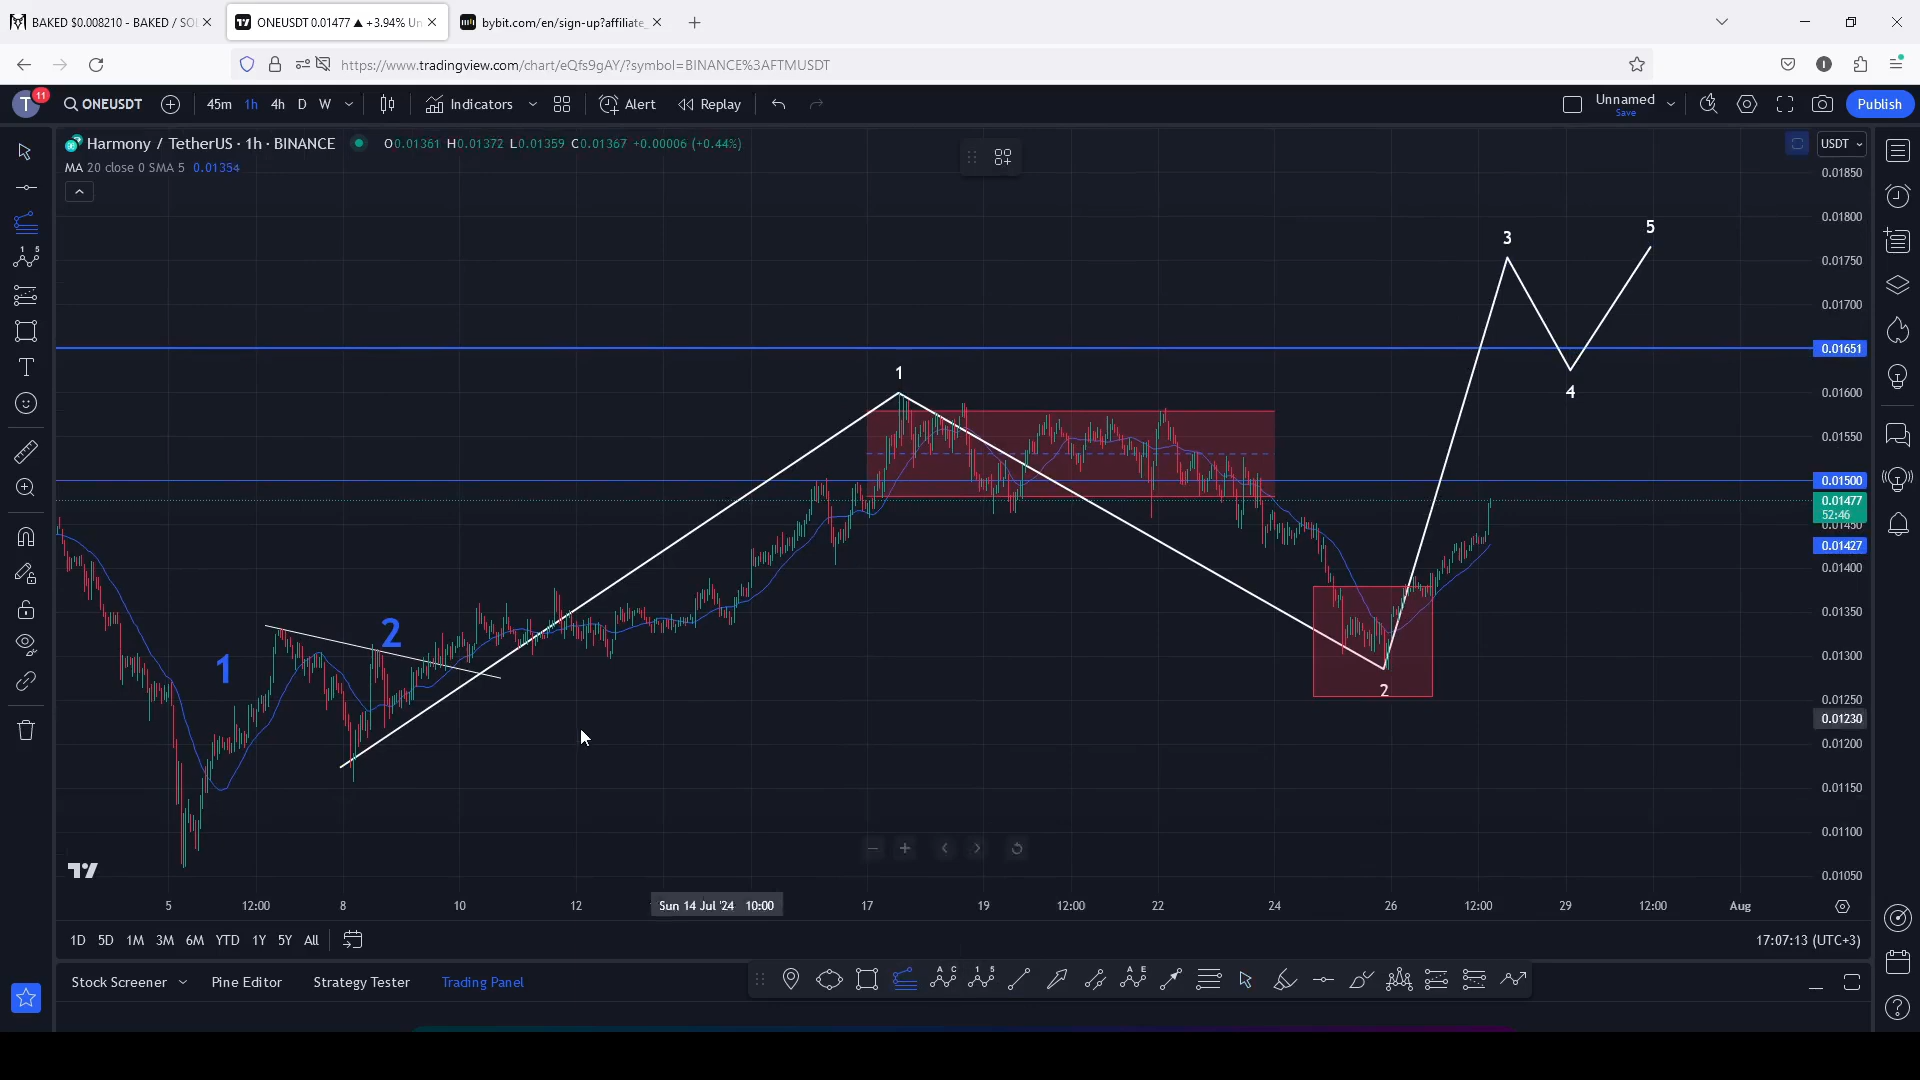 BAKED $0.008210 - BAKED / SO
ONEUSDT 0.01477 ▲ +3.94% Un
bybit.com/en/sign-up?affiliate_
https://www.tradingview.com/chart/eQfs9gAY/?symbol=BINANCE%3AFTMUSDT
T 11 ONEUSDT 45m 1h 4h D W Indicators Alert Replay Unnamed Save Publish
Harmony / TetherUS · 1h · BINANCE O0.01361 H0.01372 L0.01359 C0.01367 +0.00006 (+0.44%) USDT
MA 20 close 0 SMA 5 0.01354
0.01850
0.01800
5
3
0.01750
0.01700
0.01651
1
0.01600
4
0.01550
0.01500
0.01477
52:46
0.01450
0.01427
0.01400
0.01350
2
1
0.01300
2
0.01250
0.01230
0.01200
0.01150
0.01100
0.01050
5 12:00 8 10 12 Sun 14 Jul '24 10:00 17 19 12:00 22 24 26 12:00 29 12:00 Aug
1D 5D 1M 3M 6M YTD 1Y 5Y All 17:07:13 (UTC+3)
Stock Screener Pine Editor Strategy Tester Trading Panel